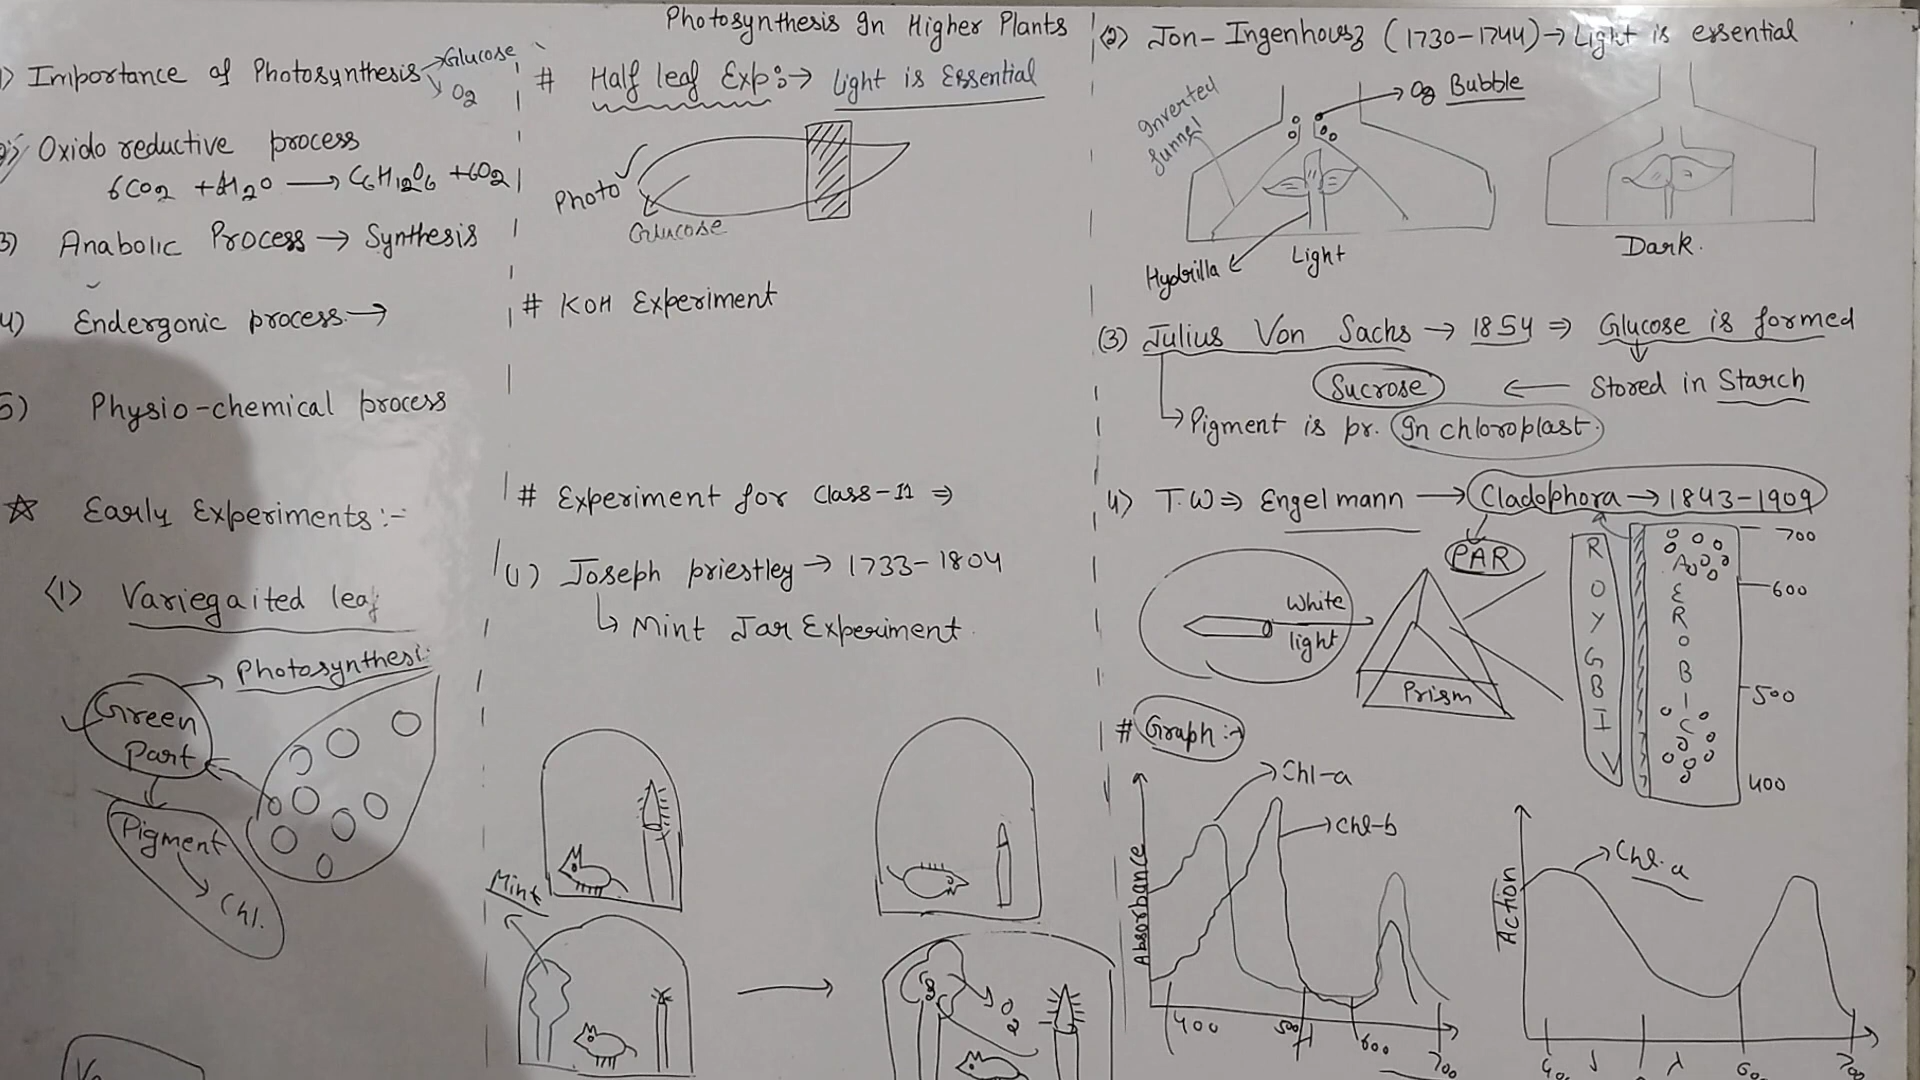 Photosynthesis In Higher Plants
1) Importance of Photosynthesis → Glucose
↘ O2
2) Oxido reductive process
6CO2 + H2O → C6H12O6 + 6O2
3) Anabolic Process → Synthesis
4) Endergonic process →
5) Physio-chemical process
☆ Early Experiments :-
(1) Variegaited leaf
Photosynthesi
Green
Part
Pigment
Chl.
# Half leaf Exp :→ Light is Essential
Photo
Glucose
# KOH Experiment
# Experiment for Class-11 ⇒
(1) Joseph priestley → 1733-1804
↳ Mint Jar Experiment
Mint
O2
(2) Jon-Ingenhousz (1730-1744) → Light is essential
Inverted
funnel
O2 Bubble
Hydrilla
Light
Dark.
(3) Julius Von Sachs → 1854 ⇒ Glucose is formed
Sucrose ← Stored in Starch
↳ Pigment is pr. In chloroplast.
4) T.W ⇒ Engelmann → Cladophora → 1843-1909
PAR
White
light
Prism
R
O
Y
G
B
I
V
A
E
R
O
B
I
C
700
600
500
400
# Graph :→
Chl-a
Chl-b
Absorbance
400
500
600
700
Chl-a
Action
λ
700